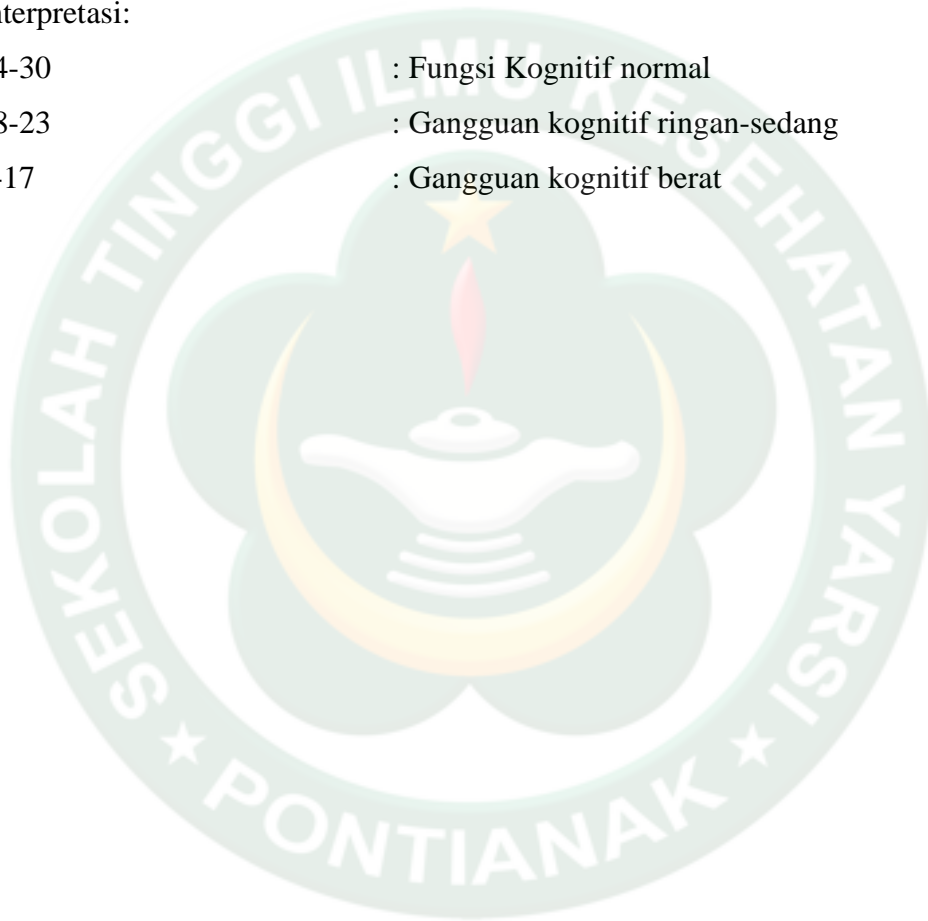 nterpretasi:
4-30 : Fungsi Kognitif normal
8-23 : Gangguan kognitif ringan-sedang
-17 : Gangguan kognitif berat
SEKOLAH TINGGI ILMU KESEHATAN YARSI
★ PONTIANAK ★